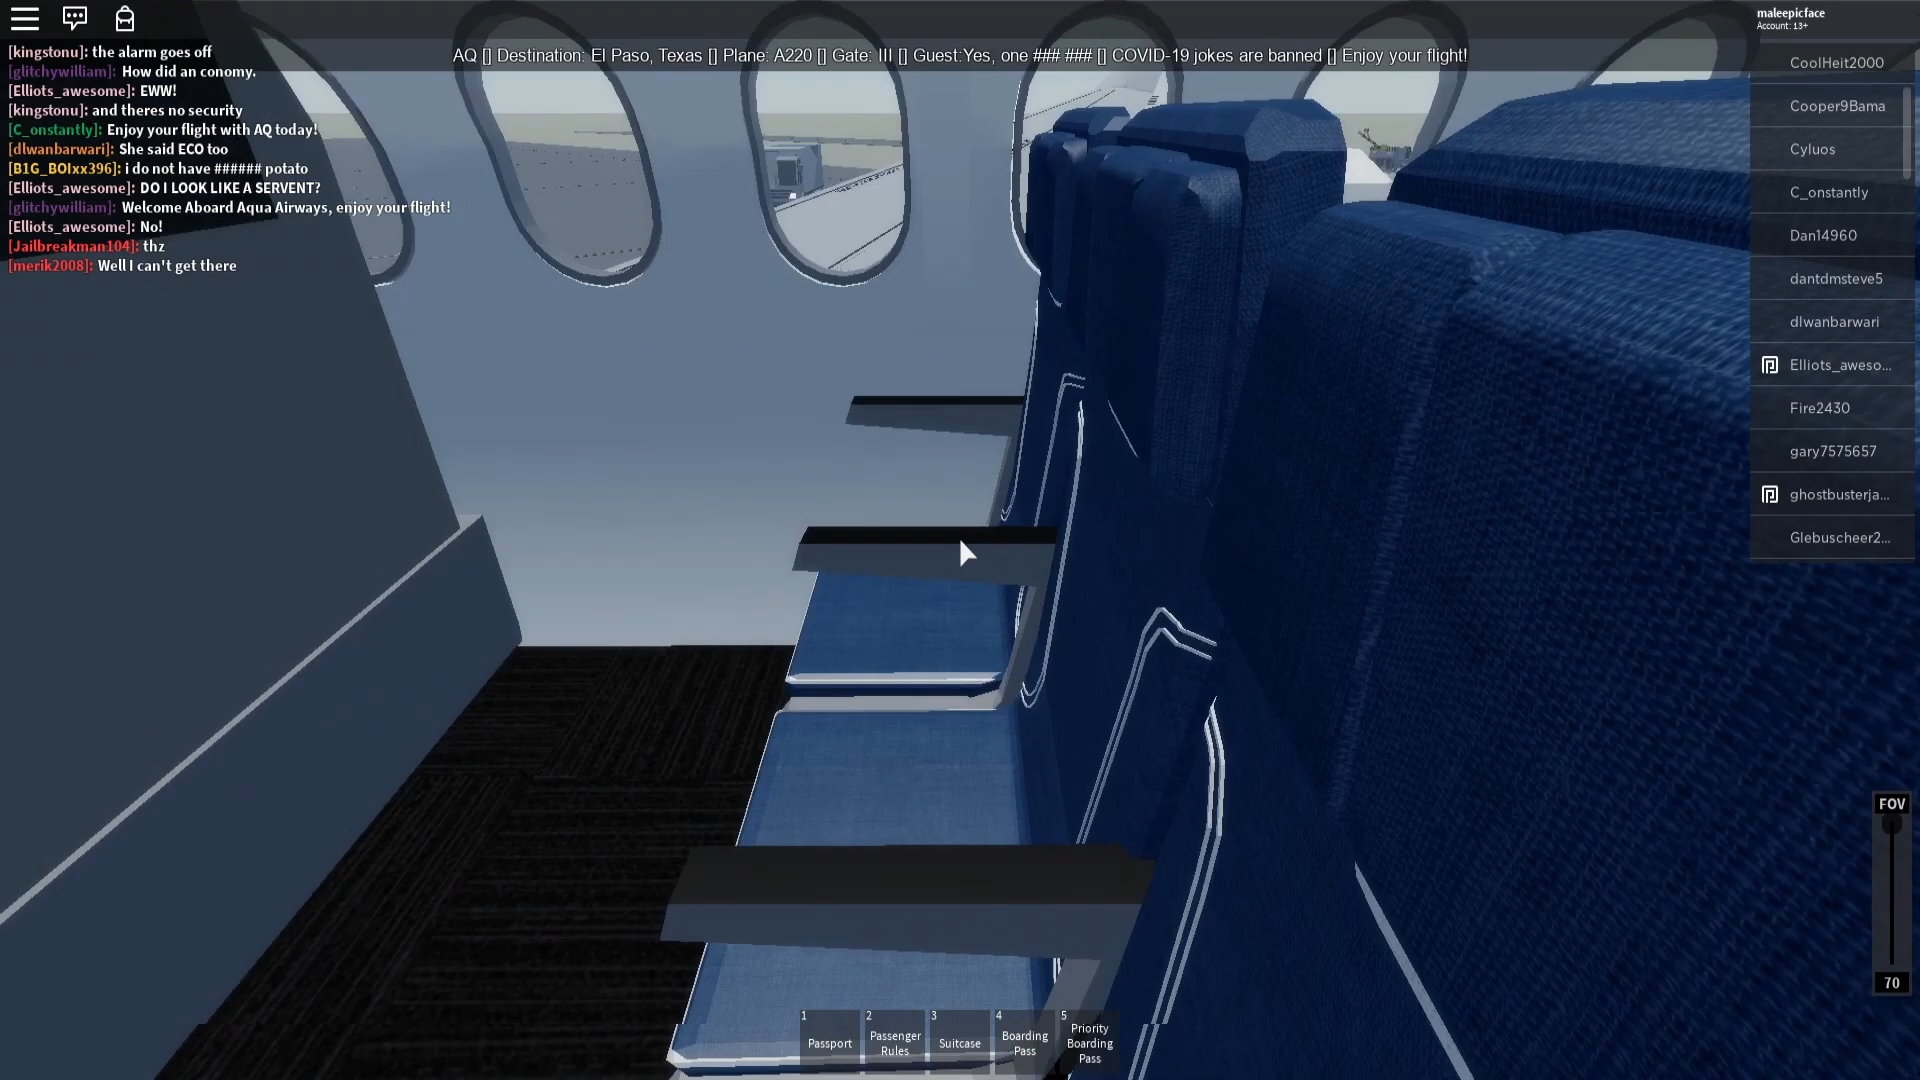 [kingstonu]: the alarm goes off
[glitchywilliam]: How did an conomy.
[Elliots_awesome]: EWW!
[kingstonu]: and theres no security
[C_onstantly]: Enjoy your flight with AQ today!
[dlwanbarwari]: She said ECO too
[B1G_BOIxx396]: i do not have ###### potato
[Elliots_awesome]: DO I LOOK LIKE A SERVENT?
[glitchywilliam]: Welcome Aboard Aqua Airways, enjoy your flight!
[Elliots_awesome]: No!
[Jailbreakman104]: thz
[merik2008]: Well I can't get there
AQ [] Destination: El Paso, Texas [] Plane: A220 [] Gate: III [] Guest:Yes, one ### ### [] COVID-19 jokes are banned [] Enjoy your flight!
maleepicface
Account: 13+
CoolHeit2000
Cooper9Bama
Cyluos
C_onstantly
Dan14960
dantdmsteve5
dlwanbarwari
Elliots_aweso...
Fire2430
gary7575657
ghostbusterja...
Glebuscheer2...
FOV
70
1 Passport
2 Passenger Rules
3 Suitcase
4 Boarding Pass
5 Priority Boarding Pass